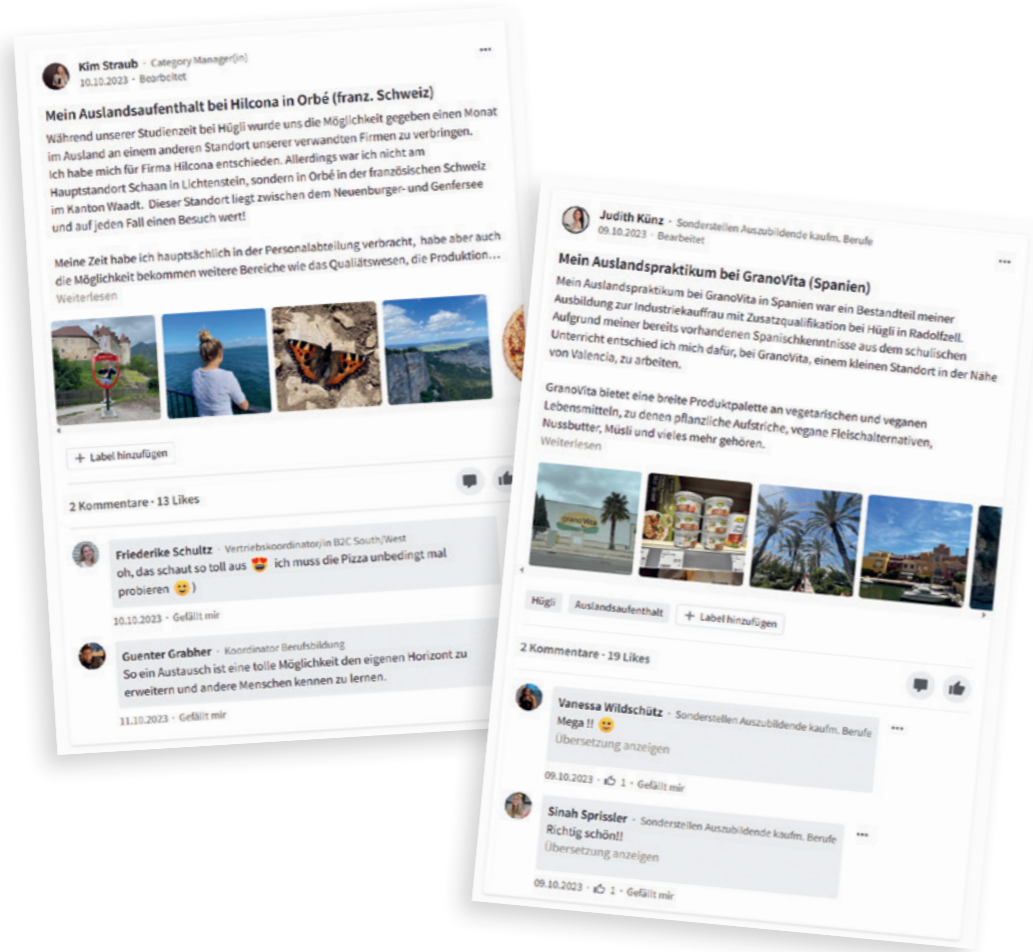 Kim Straub · Category Manager(in)
10.10.2023 · Bearbeitet
Mein Auslandsaufenthalt bei Hilcona in Orbé (franz. Schweiz)
Während unserer Studienzeit bei Hügli wurde uns die Möglichkeit gegeben einen Monat
im Ausland an einem anderen Standort unserer verwandten Firmen zu verbringen.
Ich habe mich für Firma Hilcona entschieden. Allerdings war ich nicht am
Hauptstandort Schaan in Lichtenstein, sondern in Orbé in der französischen Schweiz
im Kanton Waadt. Dieser Standort liegt zwischen dem Neuenburger- und Genfersee
und auf jeden Fall einen Besuch wert!
Meine Zeit habe ich hauptsächlich in der Personalabteilung verbracht, habe aber auch
die Möglichkeit bekommen weitere Bereiche wie das Qualiätswesen, die Produktion...
Weiterlesen
+ Label hinzufügen
2 Kommentare · 13 Likes
Friederike Schultz · Vertriebskoordinator/in B2C South/West
oh, das schaut so toll aus 😍 ich muss die Pizza unbedingt mal
probieren 😉 )
10.10.2023 · Gefällt mir
Guenter Grabher · Koordinator Berufsbildung
So ein Austausch ist eine tolle Möglichkeit den eigenen Horizont zu
erweitern und andere Menschen kennen zu lernen.
11.10.2023 · Gefällt mir
Judith Künz · Sonderstellen Auszubildende kaufm. Berufe
09.10.2023 · Bearbeitet
Mein Auslandspraktikum bei GranoVita (Spanien)
Mein Auslandspraktikum bei GranoVita in Spanien war ein Bestandteil meiner
Ausbildung zur Industriekauffrau mit Zusatzqualifikation bei Hügli in Radolfzell.
Aufgrund meiner bereits vorhandenen Spanischkenntnisse aus dem schulischen
Unterricht entschied ich mich dafür, bei GranoVita, einem kleinen Standort in der Nähe
von Valencia, zu arbeiten.
GranoVita bietet eine breite Produktpalette an vegetarischen und veganen
Lebensmitteln, zu denen pflanzliche Aufstriche, vegane Fleischalternativen,
Nussbutter, Müsli und vieles mehr gehören.
Weiterlesen
granoVita
Hügli
Auslandsaufenthalt
+ Label hinzufügen
2 Kommentare · 19 Likes
Vanessa Wildschütz · Sonderstellen Auszubildende kaufm. Berufe
Mega !! 😉
Übersetzung anzeigen
09.10.2023 · 1 · Gefällt mir
Sinah Sprissler · Sonderstellen Auszubildende kaufm. Berufe
Richtig schön!!
Übersetzung anzeigen
09.10.2023 · 1 · Gefällt mir